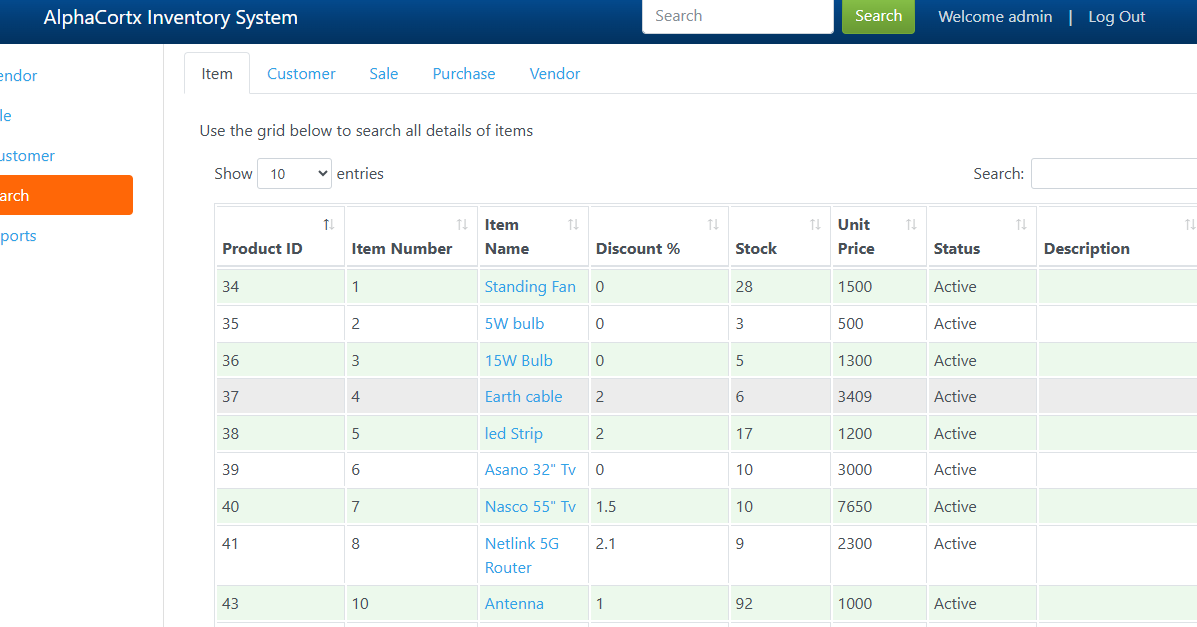 AlphaCortx Inventory System
Search
Search
Welcome admin | Log Out
endor
le
ustomer
arch
ports
Item Customer Sale Purchase Vendor
Use the grid below to search all details of items
Show 10 entries
Search:
Product ID Item Number Item Name Discount % Stock Unit Price Status Description
34 1 Standing Fan 0 28 1500 Active
35 2 5W bulb 0 3 500 Active
36 3 15W Bulb 0 5 1300 Active
37 4 Earth cable 2 6 3409 Active
38 5 led Strip 2 17 1200 Active
39 6 Asano 32" Tv 0 10 3000 Active
40 7 Nasco 55" Tv 1.5 10 7650 Active
41 8 Netlink 5G Router 2.1 9 2300 Active
43 10 Antenna 1 92 1000 Active